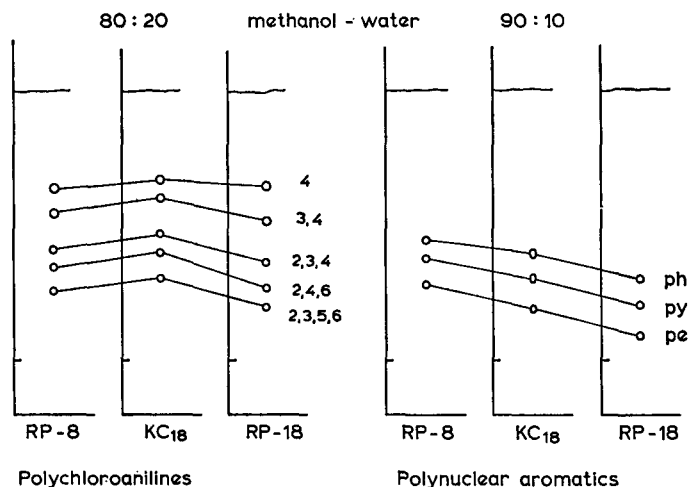 80 : 20 methanol - water 90 : 10
4
3,4
2,3,4
2,4,6
2,3,5,6
ph
py
pe
RP-8 KC18 RP-18 RP-8 KC18 RP-18
Polychloroanilines Polynuclear aromatics